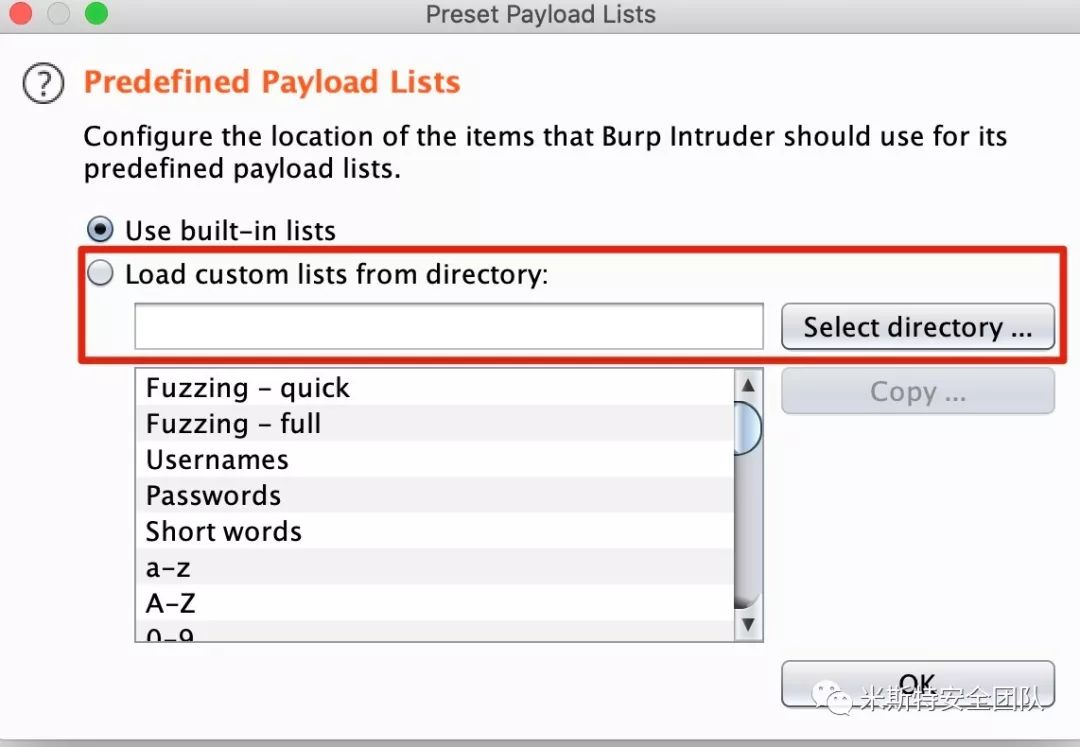 Preset Payload Lists
? Predefined Payload Lists
Configure the location of the items that Burp Intruder should use for its
predefined payload lists.
Use built-in lists
Load custom lists from directory:
Select directory ...
Fuzzing - quick
Copy ...
Fuzzing - full
Usernames
Passwords
Short words
a-z
A-Z
0-9
OK
米斯特安全团队